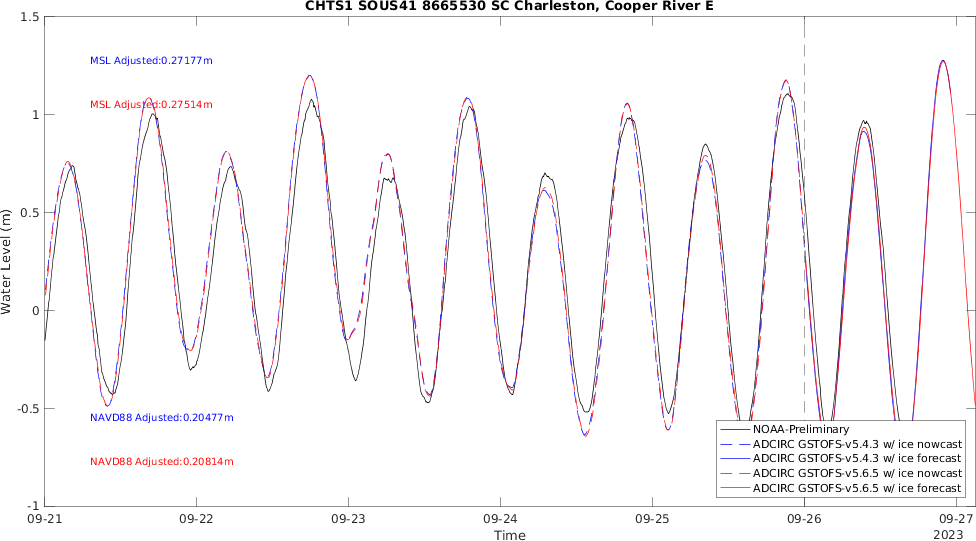 CHTS1 SOUS41 8665530 SC Charleston, Cooper River E
1.5
MSL Adjusted:0.27177m
MSL Adjusted:0.27514m
1
0.5
Water Level (m)
0
-0.5
NAVD88 Adjusted:0.20477m
NAVD88 Adjusted:0.20814m
NOAA-Preliminary
ADCIRC GSTOFS-v5.4.3 w/ ice nowcast
ADCIRC GSTOFS-v5.4.3 w/ ice forecast
ADCIRC GSTOFS-v5.6.5 w/ ice nowcast
ADCIRC GSTOFS-v5.6.5 w/ ice forecast
-1
09-21 09-22 09-23 09-24 09-25 09-26 09-27
Time 2023